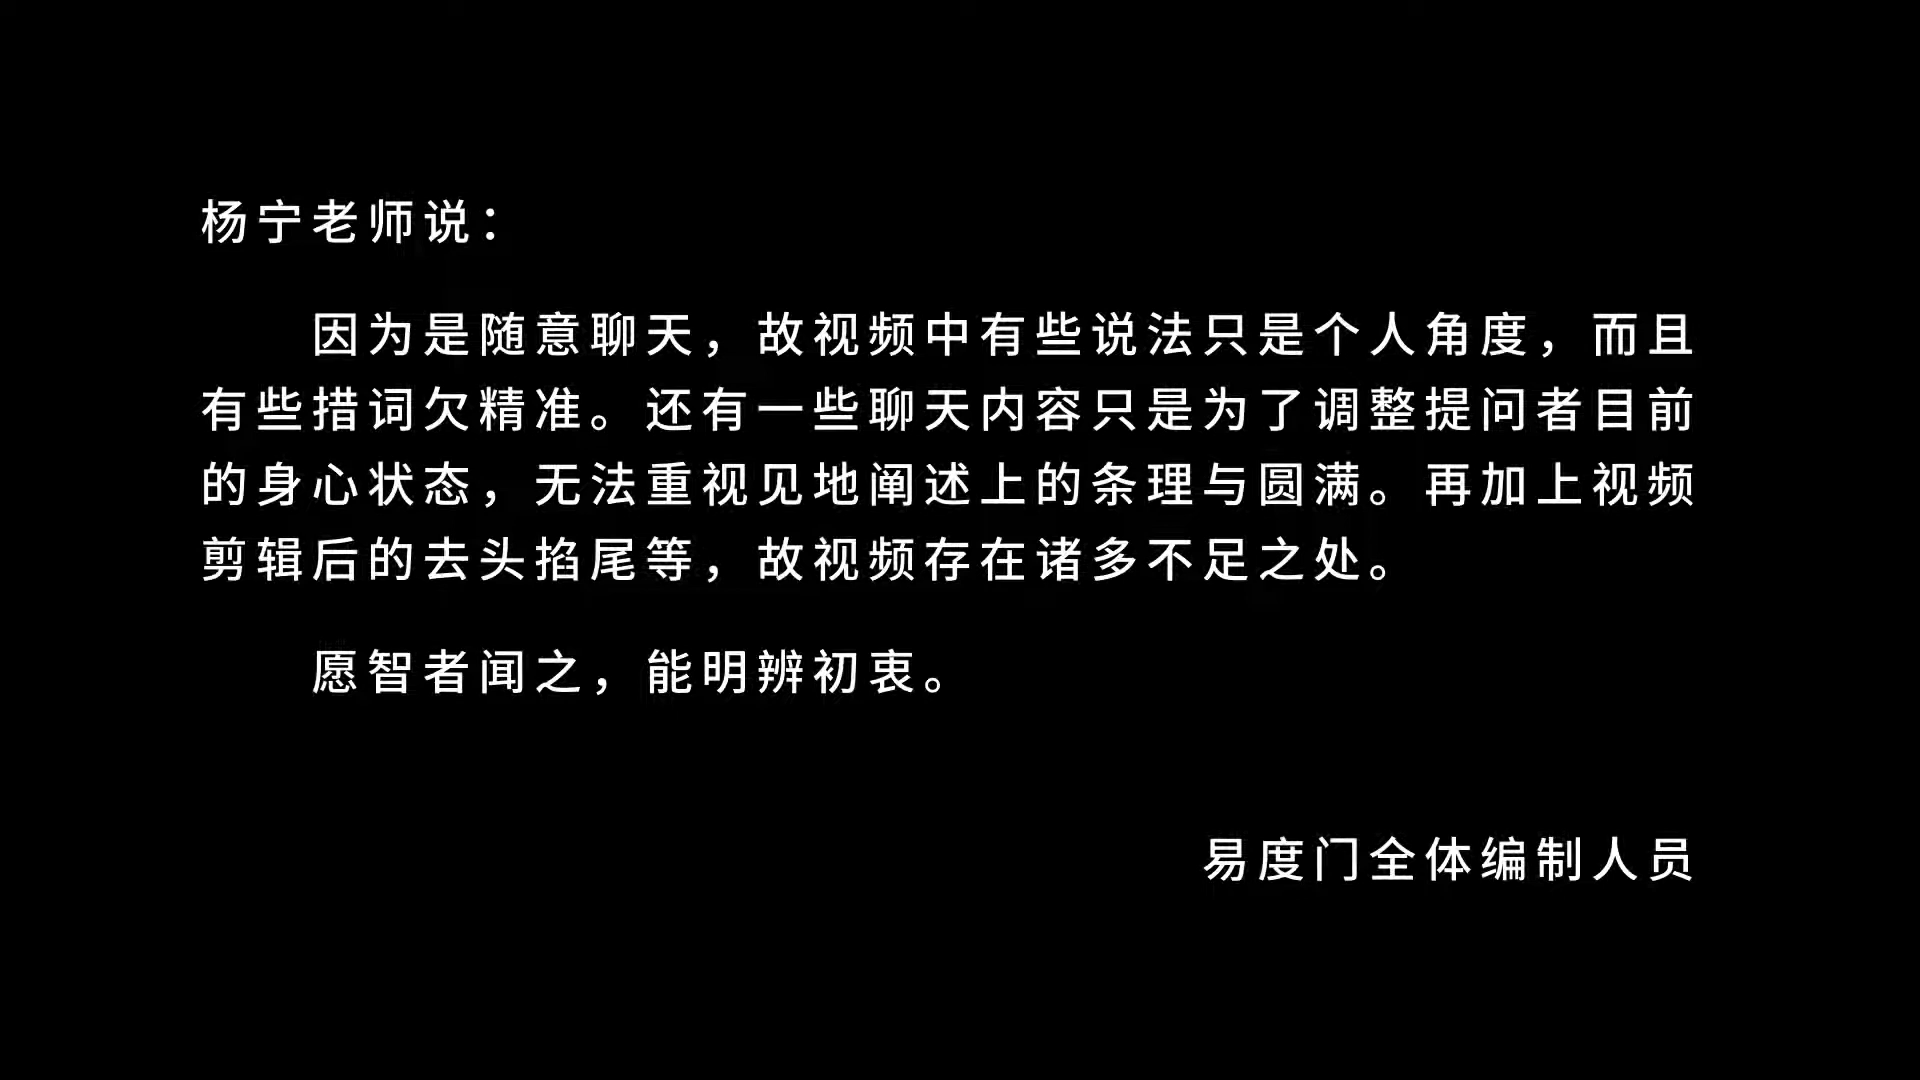 杨宁老师说：
因为是随意聊天，故视频中有些说法只是个人角度，而且
有些措词欠精准。还有一些聊天内容只是为了调整提问者目前
的身心状态，无法重视见地阐述上的条理与圆满。再加上视频
剪辑后的去头掐尾等，故视频存在诸多不足之处。
愿智者闻之，能明辨初衷。
易度门全体编制人员